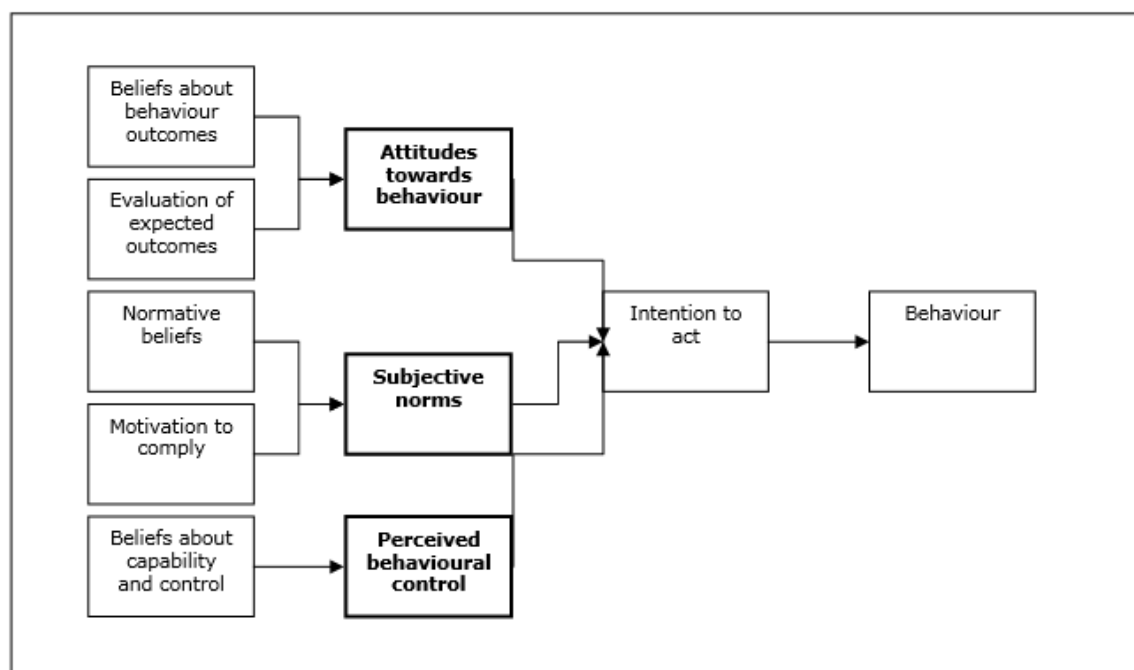 Beliefs about
behaviour
outcomes
Evaluation of
expected
outcomes
Normative
beliefs
Motivation to
comply
Beliefs about
capability
and control
Attitudes
towards
behaviour
Subjective
norms
Perceived
behavioural
control
Intention to
act
Behaviour